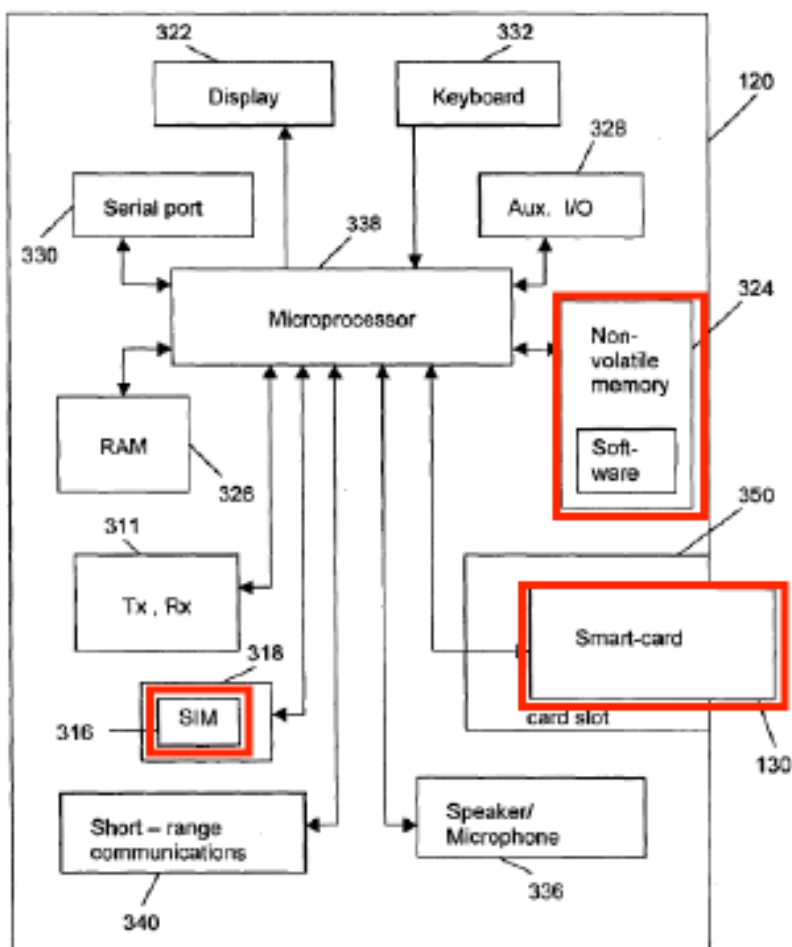 322
332
Display
Keyboard
120
328
Serial port
Aux. I/O
330
338
Microprocessor
324
Non-
volatile
memory
RAM
Soft-
ware
326
350
311
Tx , Rx
Smart-card
318
SIM
316
card slot
130
Short – range
communications
Speaker/
Microphone
340
336